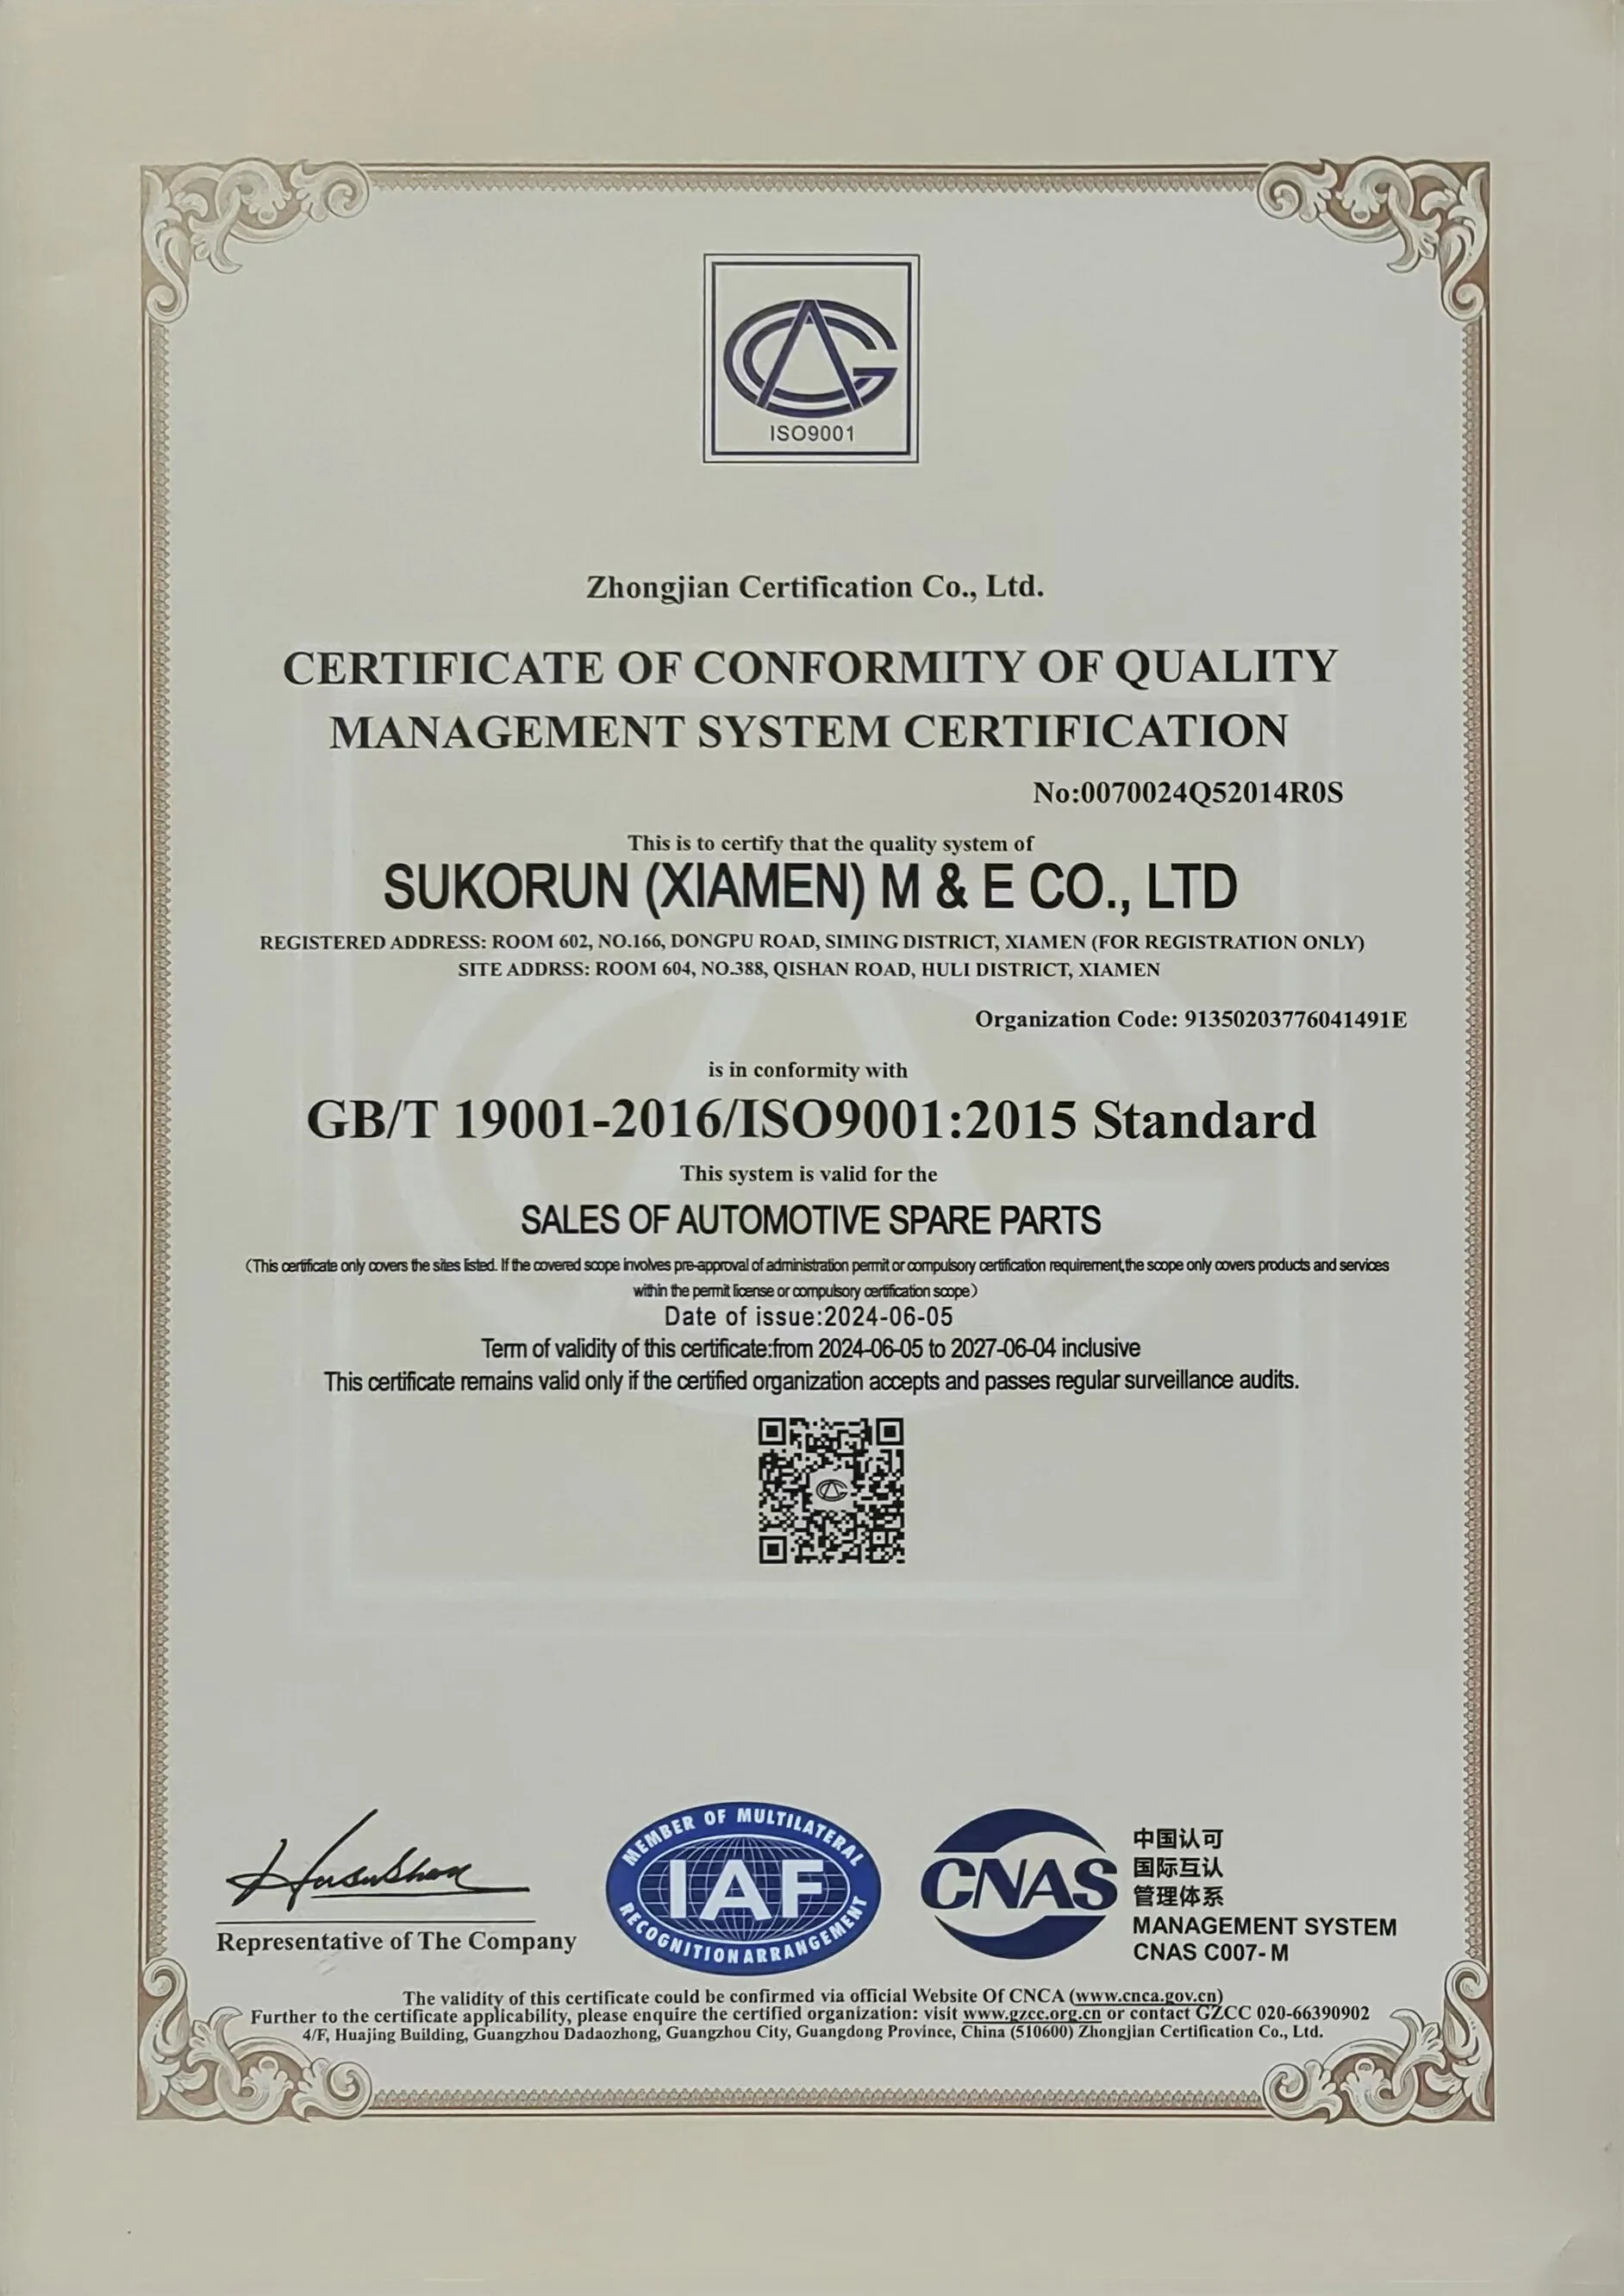 ISO9001
Zhongjian Certification Co., Ltd.
CERTIFICATE OF CONFORMITY OF QUALITY
MANAGEMENT SYSTEM CERTIFICATION
No:0070024Q52014R0S
This is to certify that the quality system of
SUKORUN (XIAMEN) M & E CO., LTD
REGISTERED ADDRESS: ROOM 602, NO.166, DONGPU ROAD, SIMING DISTRICT, XIAMEN (FOR REGISTRATION ONLY)
SITE ADDRSS: ROOM 604, NO.388, QISHAN ROAD, HULI DISTRICT, XIAMEN
Organization Code: 91350203776041491E
is in conformity with
GB/T 19001-2016/ISO9001:2015 Standard
This system is valid for the
SALES OF AUTOMOTIVE SPARE PARTS
(This certificate only covers the sites listed. If the covered scope involves pre-approval of administration permit or compulsory certification requirement,the scope only covers products and services
within the permit license or compulsory certification scope)
Date of issue:2024-06-05
Term of validity of this certificate:from 2024-06-05 to 2027-06-04 inclusive
This certificate remains valid only if the certified organization accepts and passes regular surveillance audits.
Representative of The Company
MEMBER OF MULTILATERAL
IAF
RECOGNITION ARRANGEMENT
CNAS
中国认可
国际互认
管理体系
MANAGEMENT SYSTEM
CNAS C007-M
The validity of this certificate could be confirmed via official Website Of CNCA (www.cnca.gov.cn)
Further to the certificate applicability, please enquire the certified organization: visit www.gzcc.org.cn or contact GZCC 020-66390902
4/F, Huajing Building, Guangzhou Dadaozhong, Guangzhou City, Guangdong Province, China (510600) Zhongjian Certification Co., Ltd.